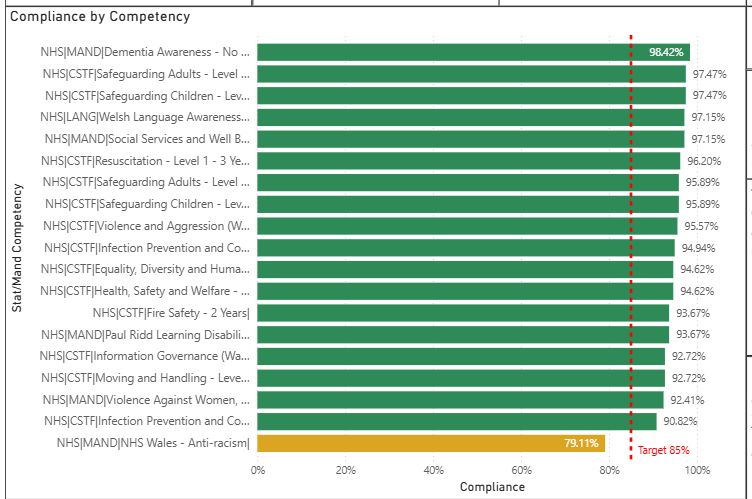 Compliance by Competency
Stat/Mand Competency
NHS|MAND|Dementia Awareness - No ... 98.42%
NHS|CSTF|Safeguarding Adults - Level ... 97.47%
NHS|CSTF|Safeguarding Children - Lev... 97.47%
NHS|LANG|Welsh Language Awareness... 97.15%
NHS|MAND|Social Services and Well B... 97.15%
NHS|CSTF|Resuscitation - Level 1 - 3 Ye... 96.20%
NHS|CSTF|Safeguarding Adults - Level ... 95.89%
NHS|CSTF|Safeguarding Children - Lev... 95.89%
NHS|CSTF|Violence and Aggression (W... 95.57%
NHS|CSTF|Infection Prevention and Co... 94.94%
NHS|CSTF|Equality, Diversity and Huma... 94.62%
NHS|CSTF|Health, Safety and Welfare - ... 94.62%
NHS|CSTF|Fire Safety - 2 Years| 93.67%
NHS|MAND|Paul Ridd Learning Disabili... 93.67%
NHS|CSTF|Information Governance (Wa... 92.72%
NHS|CSTF|Moving and Handling - Leve... 92.72%
NHS|MAND|Violence Against Women, ... 92.41%
NHS|CSTF|Infection Prevention and Co... 90.82%
NHS|MAND|NHS Wales - Anti-racism| 79.11%
Target 85%
0% 20% 40% 60% 80% 100%
Compliance